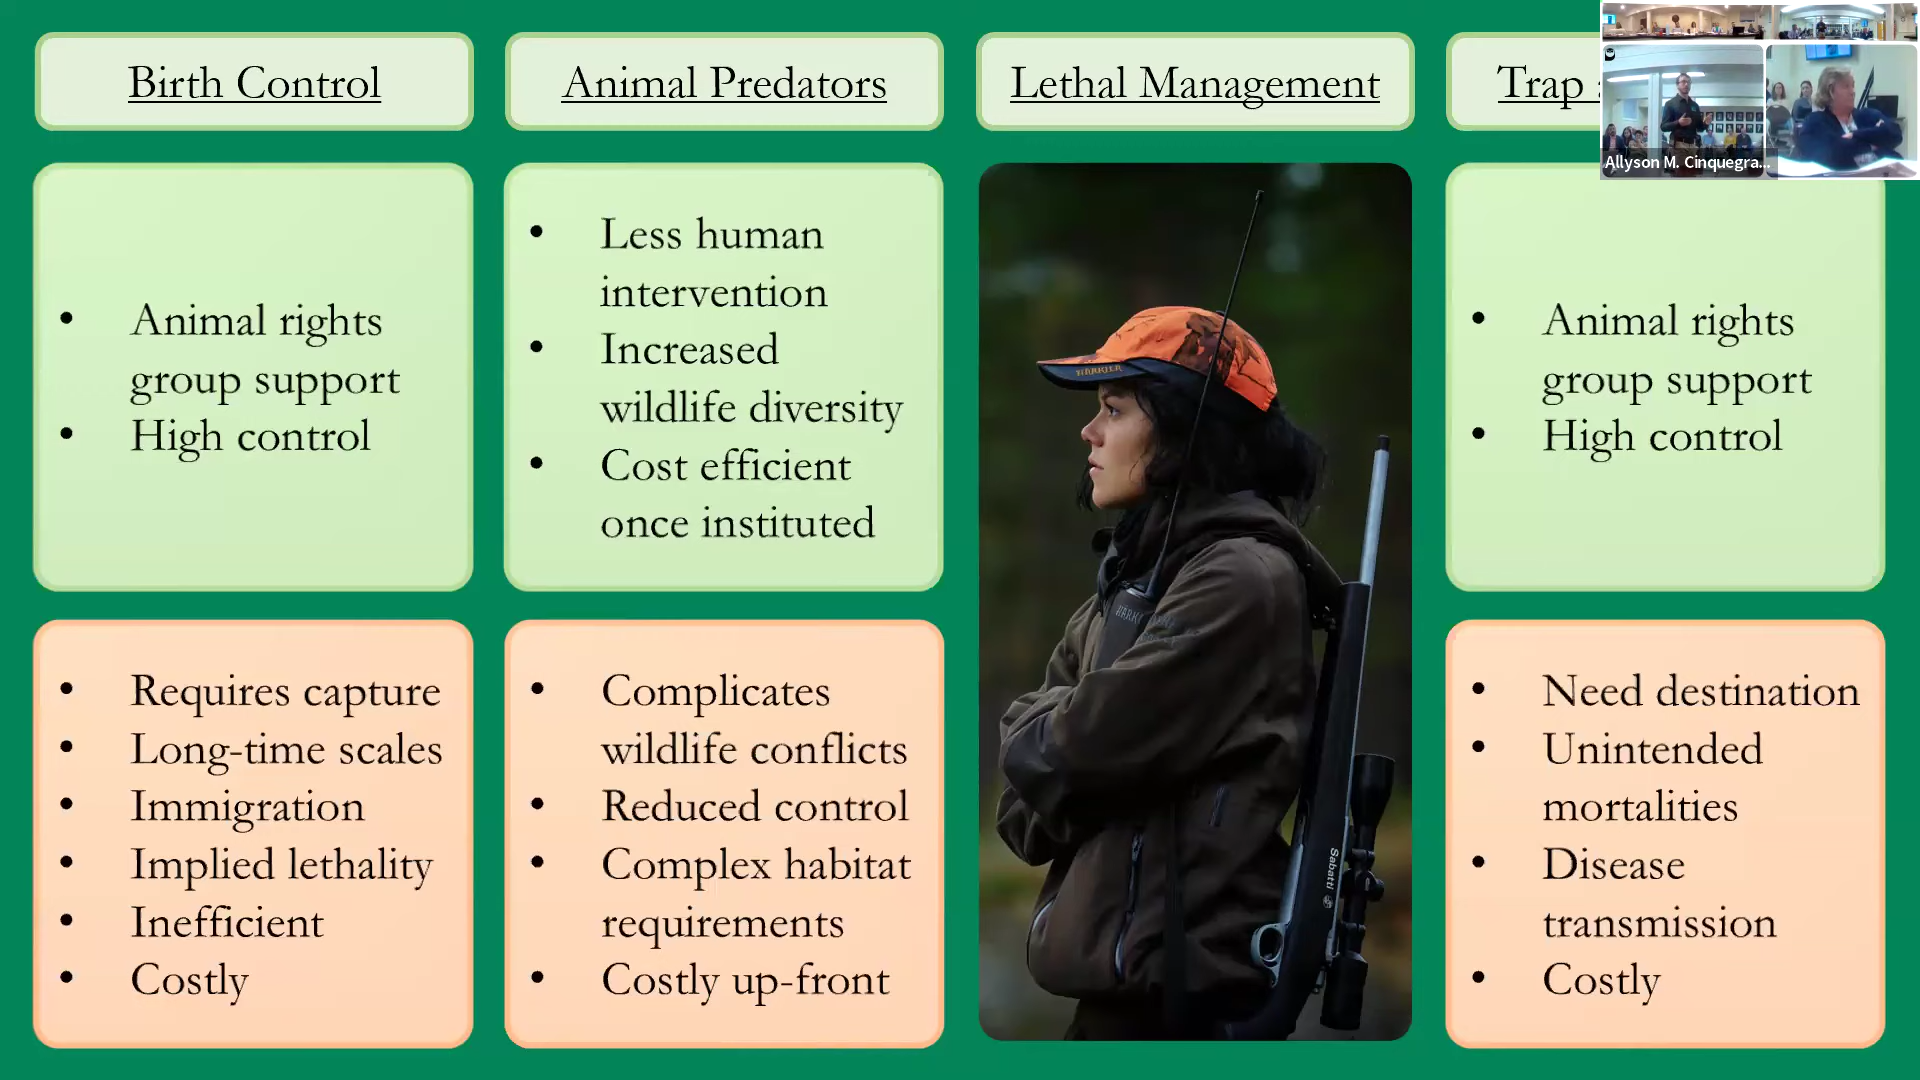 Birth Control
Animal Predators
Lethal Management
Trap
Allyson M. Cinquegra...
• Animal rights
group support
• High control
• Less human
intervention
• Increased
wildlife diversity
• Cost efficient
once instituted
• Animal rights
group support
• High control
• Requires capture
• Long-time scales
• Immigration
• Implied lethality
• Inefficient
• Costly
• Complicates
wildlife conflicts
• Reduced control
• Complex habitat
requirements
• Costly up-front
HÄRKILA
Sabatti
• Need destination
• Unintended
mortalities
• Disease
transmission
• Costly